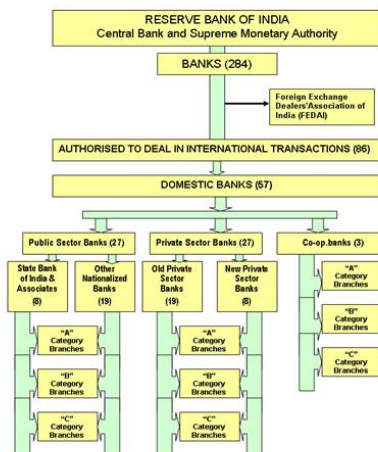 RESERVE BANK OF INDIA
Central Bank and Supreme Monetary Authority
BANKS (284)
Foreign Exchange
Dealers'Association of
India (FEDAI)
AUTHORISED TO DEAL IN INTERNATIONAL TRANSACTIONS (86)
DOMESTIC BANKS (57)
Public Sector Banks (27)
Private Sector Banks (27)
Co-op.banks (3)
State Bank
of India &
Associates
(8)
Other
Nationalized
Banks
(19)
Old Private
Sector
Banks
(19)
New Private
Sector
Banks
(8)
"A"
Category
Branches
"B"
Category
Branches
"C"
Category
Branches
"A"
Category
Branches
"B"
Category
Branches
"C"
Category
Branches
"A"
Category
Branches
"B"
Category
Branches
"C"
Category
Branches